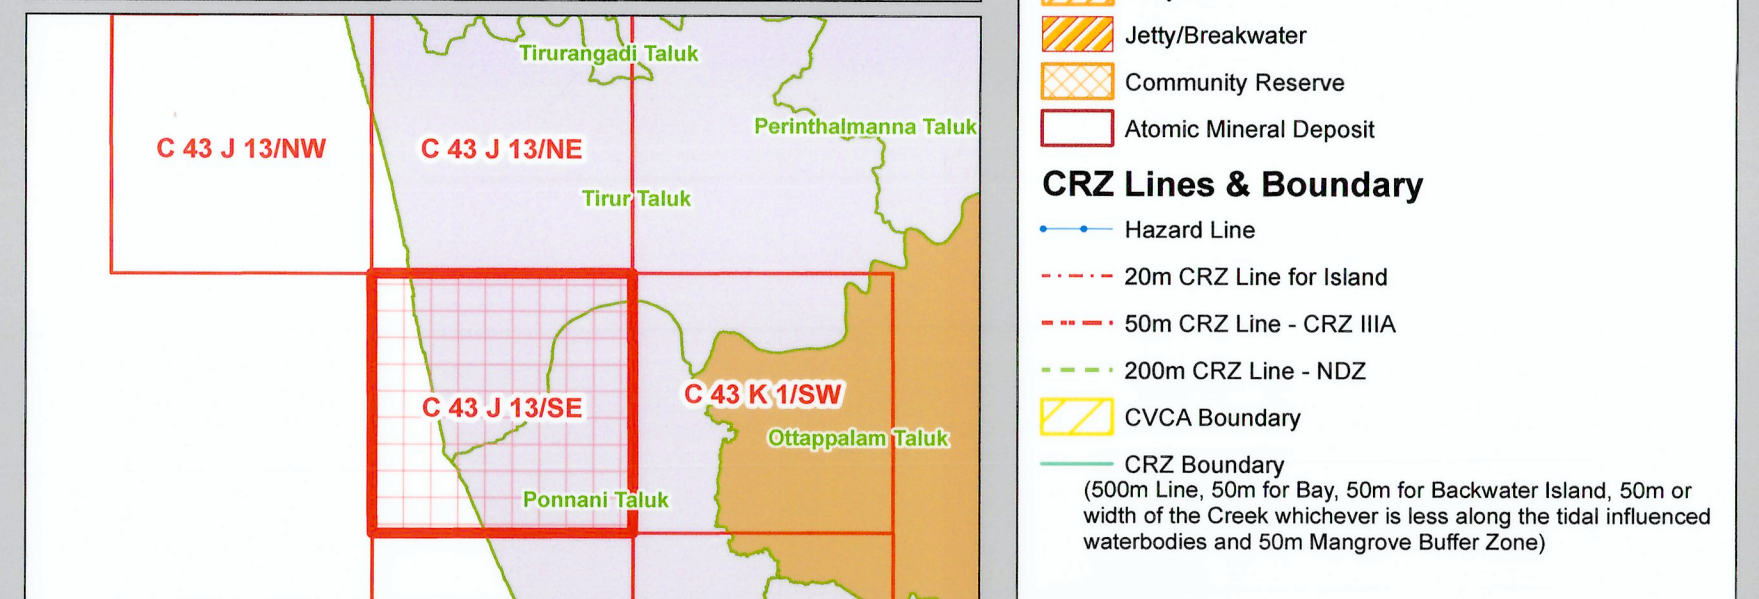 Tirurangadi Taluk
Perinthalmanna Taluk
C 43 J 13/NW
C 43 J 13/NE
Tirur Taluk
C 43 J 13/SE
C 43 K 1/SW
Ottappalam Taluk
Ponnani Taluk
Jetty/Breakwater
Community Reserve
Atomic Mineral Deposit
CRZ Lines & Boundary
Hazard Line
20m CRZ Line for Island
50m CRZ Line - CRZ IIIA
200m CRZ Line - NDZ
CVCA Boundary
CRZ Boundary
(500m Line, 50m for Bay, 50m for Backwater Island, 50m or
width of the Creek whichever is less along the tidal influenced
waterbodies and 50m Mangrove Buffer Zone)